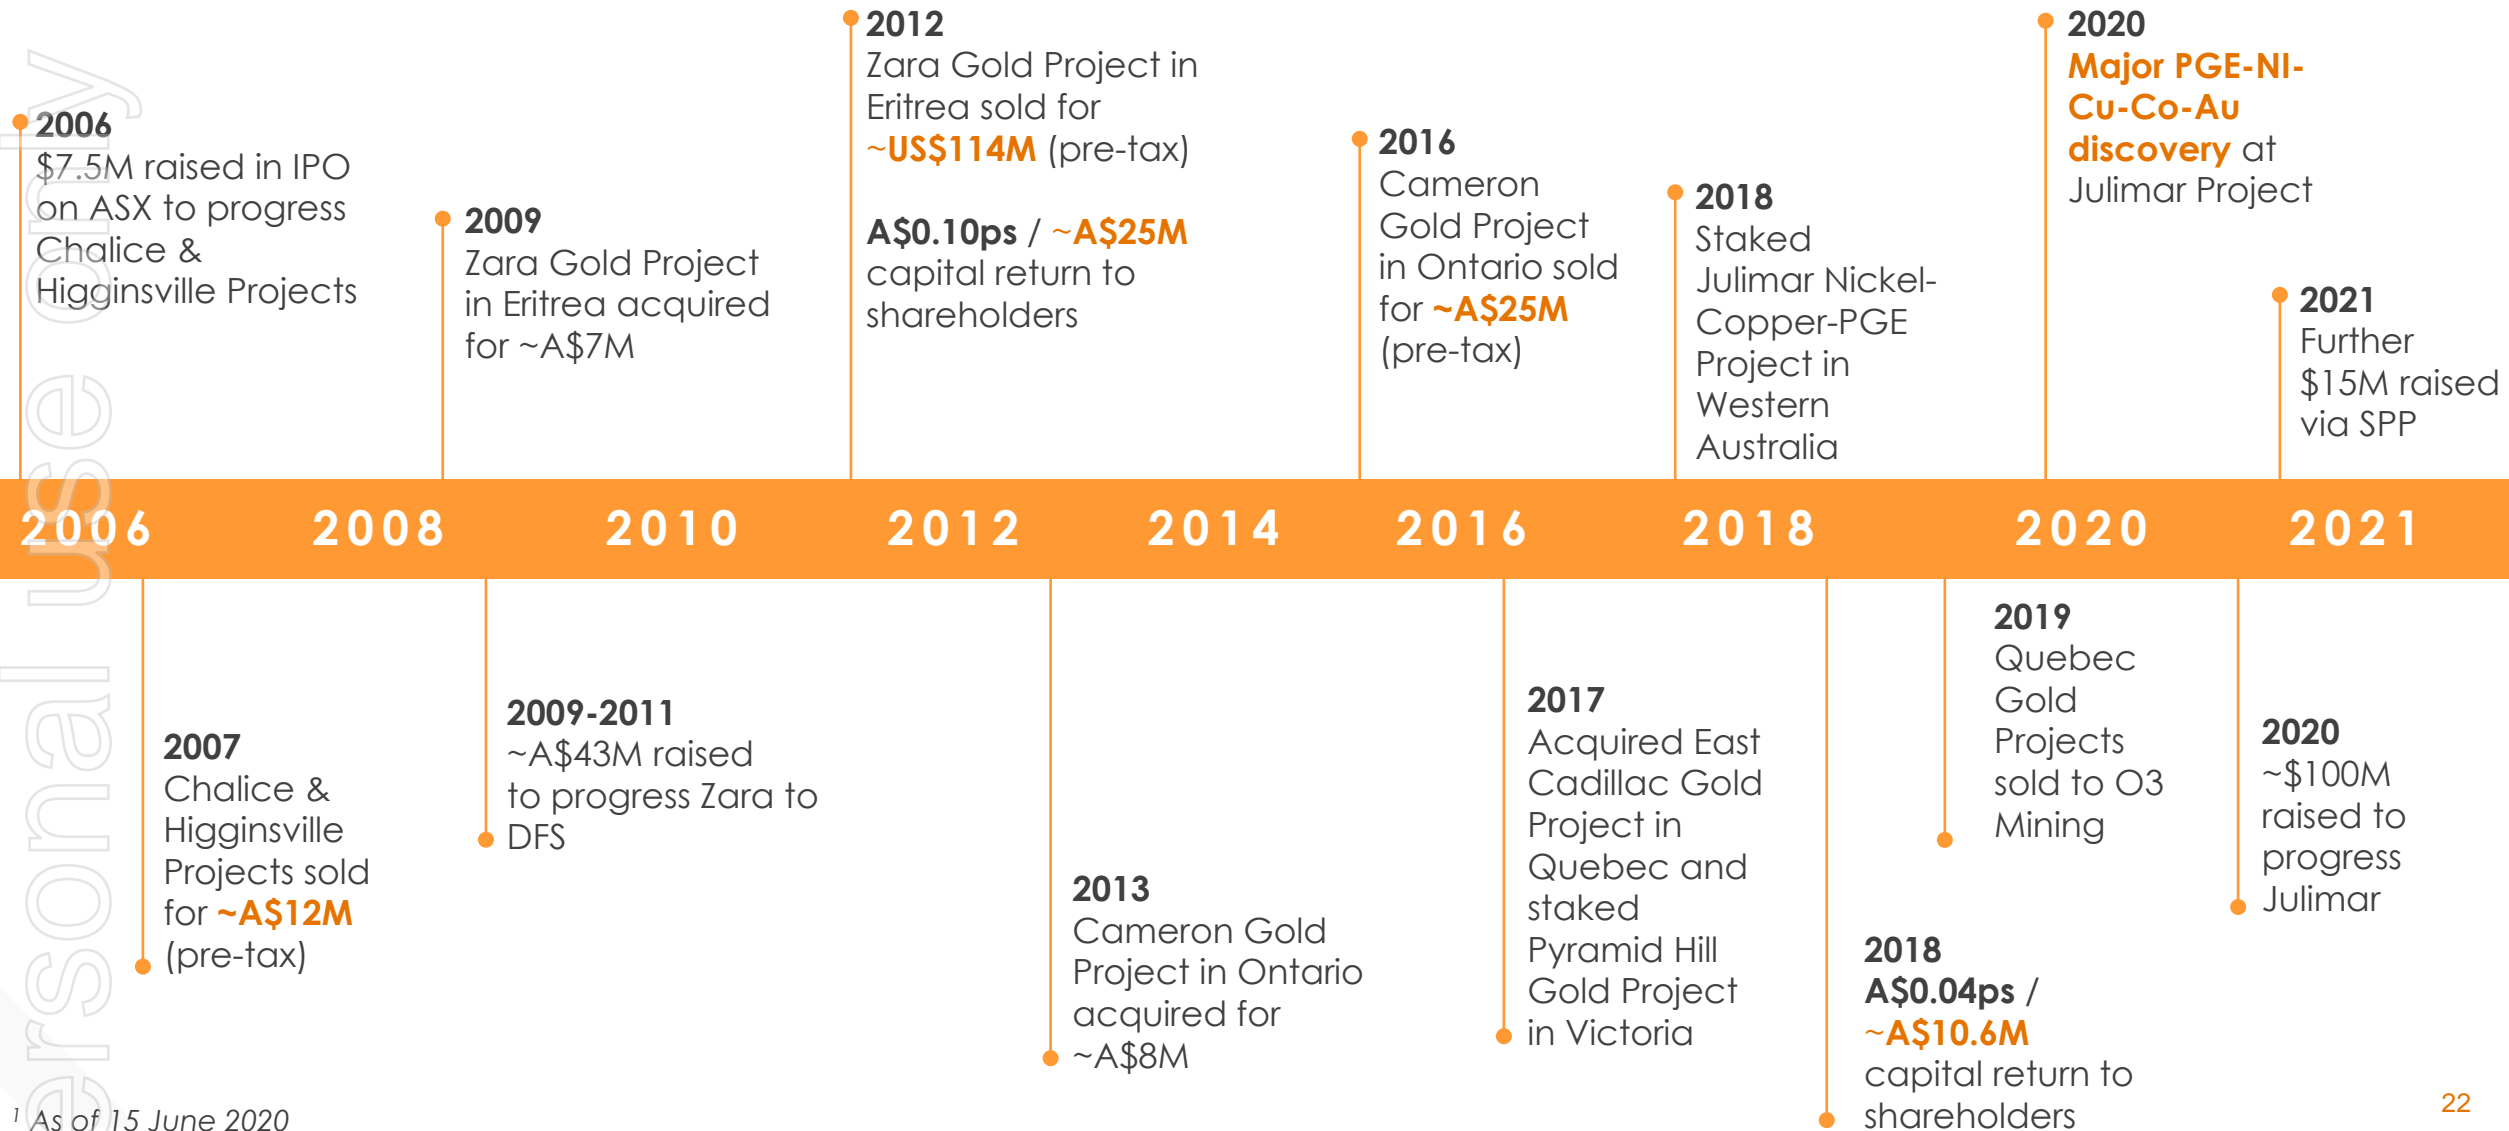 2006
$7.5M raised in IPO
on ASX to progress
Chalice &
Higginsville Projects
2009
Zara Gold Project
in Eritrea acquired
for ~A$7M
2012
Zara Gold Project in
Eritrea sold for
~US$114M (pre-tax)
A$0.10ps / ~A$25M
capital return to
shareholders
2016
Cameron
Gold Project
in Ontario sold
for ~A$25M
(pre-tax)
2018
Staked
Julimar Nickel-
Copper-PGE
Project in
Western
Australia
2020
Major PGE-NI-
Cu-Co-Au
discovery at
Julimar Project
2021
Further
$15M raised
via SPP
2006 2008 2010 2012 2014 2016 2018 2020 2021
2007
Chalice &
Higginsville
Projects sold
for ~A$12M
(pre-tax)
2009-2011
~A$43M raised
to progress Zara to
DFS
2013
Cameron Gold
Project in Ontario
acquired for
~A$8M
2017
Acquired East
Cadillac Gold
Project in
Quebec and
staked
Pyramid Hill
Gold Project
in Victoria
2018
A$0.04ps /
~A$10.6M
capital return to
shareholders
2019
Quebec
Gold
Projects
sold to O3
Mining
2020
~$100M
raised to
progress
Julimar
1 As of 15 June 2020
22
ersonal use only